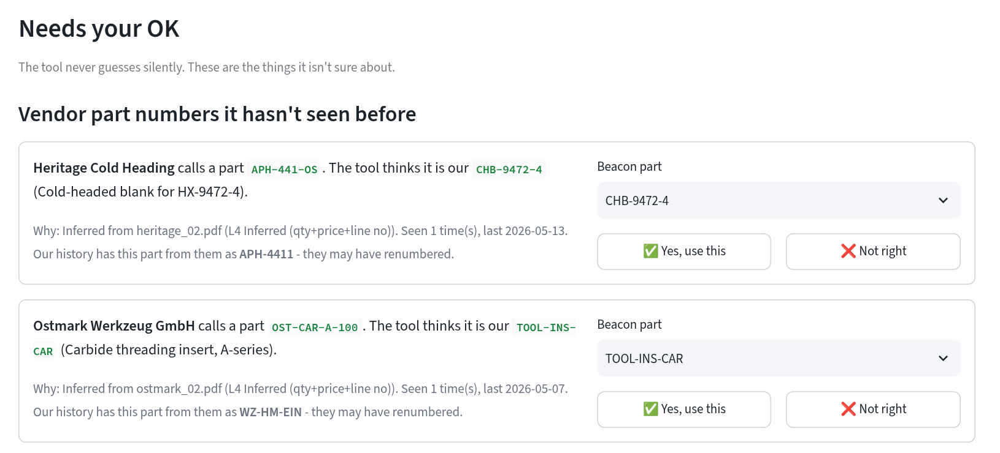 Needs your OK
The tool never guesses silently. These are the things it isn't sure about.
Vendor part numbers it hasn't seen before
Heritage Cold Heading calls a part APH-441-OS. The tool thinks it is our CHB-9472-4
(Cold-headed blank for HX-9472-4).
Why: Inferred from heritage_02.pdf (L4 Inferred (qty+price+line no)). Seen 1 time(s), last 2026-05-13.
Our history has this part from them as APH-4411 - they may have renumbered.
Beacon part
CHB-9472-4
✅ Yes, use this
❌ Not right
Ostmark Werkzeug GmbH calls a part OST-CAR-A-100. The tool thinks it is our TOOL-INS-
CAR (Carbide threading insert, A-series).
Why: Inferred from ostmark_02.pdf (L4 Inferred (qty+price+line no)). Seen 1 time(s), last 2026-05-07.
Our history has this part from them as WZ-HM-EIN - they may have renumbered.
Beacon part
TOOL-INS-CAR
✅ Yes, use this
❌ Not right